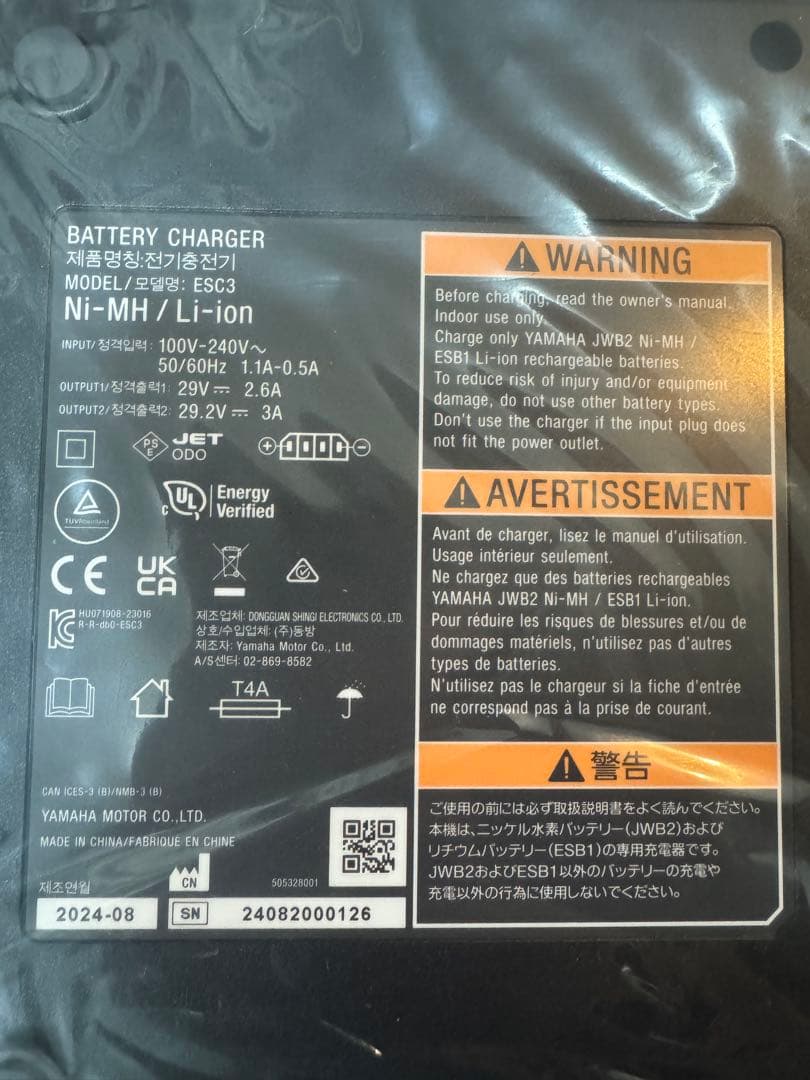 BATTERY CHARGER
제품명칭:전기충전기
MODEL/모델명: ESC3
Ni-MH / Li-ion
INPUT/정격입력: 100V-240V～
50/60Hz 1.1A-0.5A
OUTPUT1/정격출력1: 29V⎓ 2.6A
OUTPUT2/정격출력2: 29.2V⎓ 3A
PS
E
JET
ODO
TÜVRheinland
c UL Energy
Verified
CE
UK
CA
HU071908-23016
R-R-db0-ESC3
제조업체: DONGGUAN SHINGI ELECTRONICS CO., LTD.
상호/수입업체: (주)동방
제조자: Yamaha Motor Co., Ltd.
A/S센터: 02-869-8582
T4A
CAN ICES-3 (B)/NMB-3 (B)
YAMAHA MOTOR CO.,LTD.
MADE IN CHINA/FABRIQUÉ EN CHINE
CN
505328001
제조연월
2024-08
SN 24082000126
WARNING
Before charging, read the owner's manual.
Indoor use only.
Charge only YAMAHA JWB2 Ni-MH /
ESB1 Li-ion rechargeable batteries.
To reduce risk of injury and/or equipment
damage, do not use other battery types.
Don't use the charger if the input plug does
not fit the power outlet.
AVERTISSEMENT
Avant de charger, lisez le manuel d'utilisation.
Usage intérieur seulement.
Ne chargez que des batteries rechargeables
YAMAHA JWB2 Ni-MH / ESB1 Li-ion.
Pour réduire les risques de blessures et/ou de
dommages matériels, n'utilisez pas d'autres
types de batteries.
N'utilisez pas le chargeur si la fiche d'entrée
ne correspond pas à la prise de courant.
警告
ご使用の前には必ず取扱説明書をよく読んでください。
本機は、ニッケル水素バッテリー(JWB2)および
リチウムバッテリー(ESB1)の専用充電器です。
JWB2およびESB1以外のバッテリーの充電や
充電以外の行為に使用しないでください。